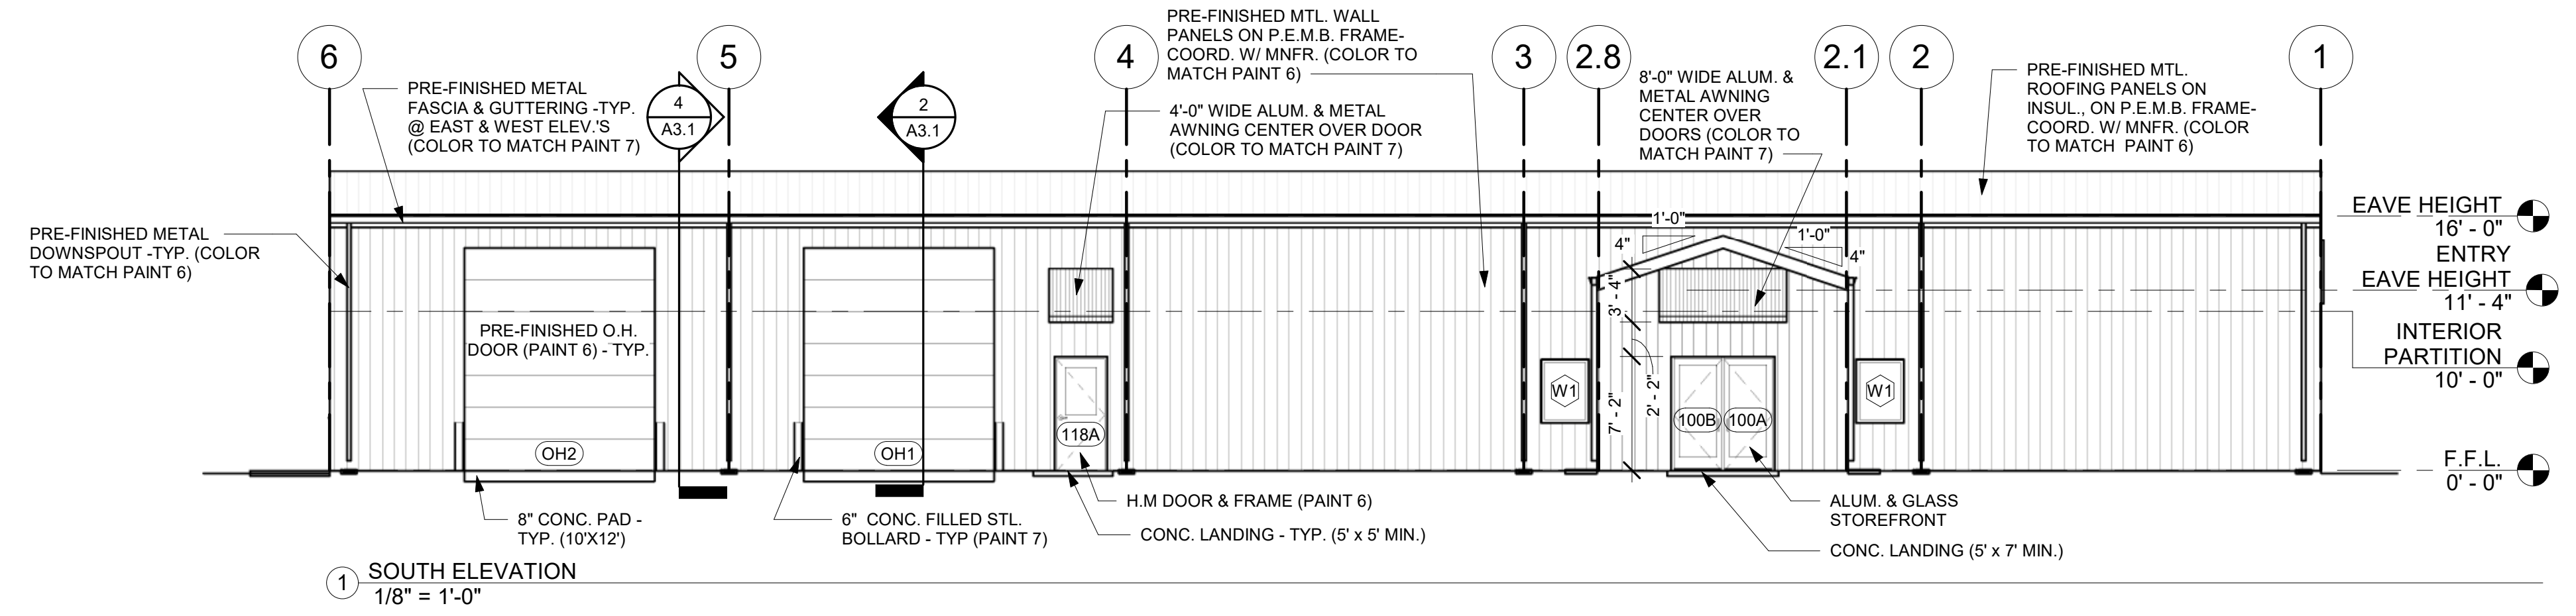 6
5
4
3
2.8
2.1
2
1
PRE-FINISHED METAL
FASCIA & GUTTERING -TYP.
@ EAST & WEST ELEV.'S
(COLOR TO MATCH PAINT 7)
4
A3.1
2
A3.1
PRE-FINISHED MTL. WALL
PANELS ON P.E.M.B. FRAME-
COORD. W/ MNFR. (COLOR TO
MATCH PAINT 6)
4'-0" WIDE ALUM. & METAL
AWNING CENTER OVER DOOR
(COLOR TO MATCH PAINT 7)
8'-0" WIDE ALUM. &
METAL AWNING
CENTER OVER
DOORS (COLOR TO
MATCH PAINT 7)
PRE-FINISHED MTL.
ROOFING PANELS ON
INSUL., ON P.E.M.B. FRAME-
COORD. W/ MNFR. (COLOR
TO MATCH  PAINT 6)
PRE-FINISHED METAL
DOWNSPOUT -TYP. (COLOR
TO MATCH PAINT 6)
EAVE HEIGHT
16' - 0"
ENTRY
EAVE HEIGHT
11' - 4"
INTERIOR
PARTITION
10' - 0"
F.F.L.
0' - 0"
1'-0"
4"
1'-0"
4"
3' - 4"
2' - 2"
7' - 2"
PRE-FINISHED O.H.
DOOR (PAINT 6) - TYP.
OH2
OH1
118A
W1
100B
100A
W1
8" CONC. PAD -
TYP. (10'X12')
6"  CONC. FILLED STL.
BOLLARD - TYP (PAINT 7)
H.M DOOR & FRAME (PAINT 6)
CONC. LANDING - TYP. (5' x 5' MIN.)
ALUM. & GLASS
STOREFRONT
CONC. LANDING (5' x 7' MIN.)
1
SOUTH ELEVATION
1/8" = 1'-0"